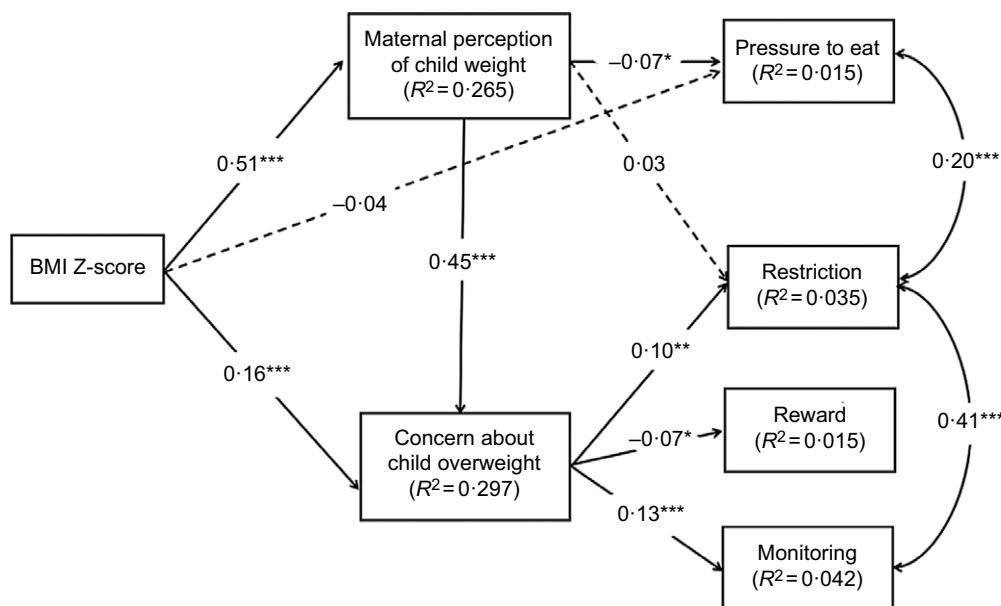 Maternal perception
of child weight
(R² = 0·265)
Pressure to eat
(R² = 0·015)
–0·07*
0·51***
–0·04
0·03
0·20***
BMI Z-score
0·45***
Restriction
(R² = 0·035)
0·16***
0·10**
Concern about
child overweight
(R² = 0·297)
–0·07*
Reward
(R² = 0·015)
0·41***
0·13***
Monitoring
(R² = 0·042)